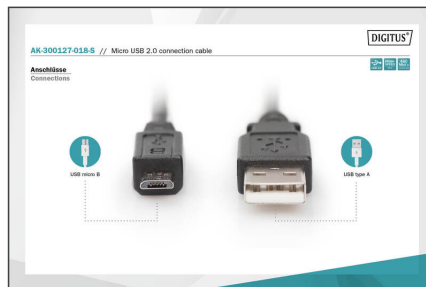 DIGITUS®
AK-300127-018-S // Micro USB 2.0 connection cable
Anschlüsse
Connections
USB micro B
USB type A